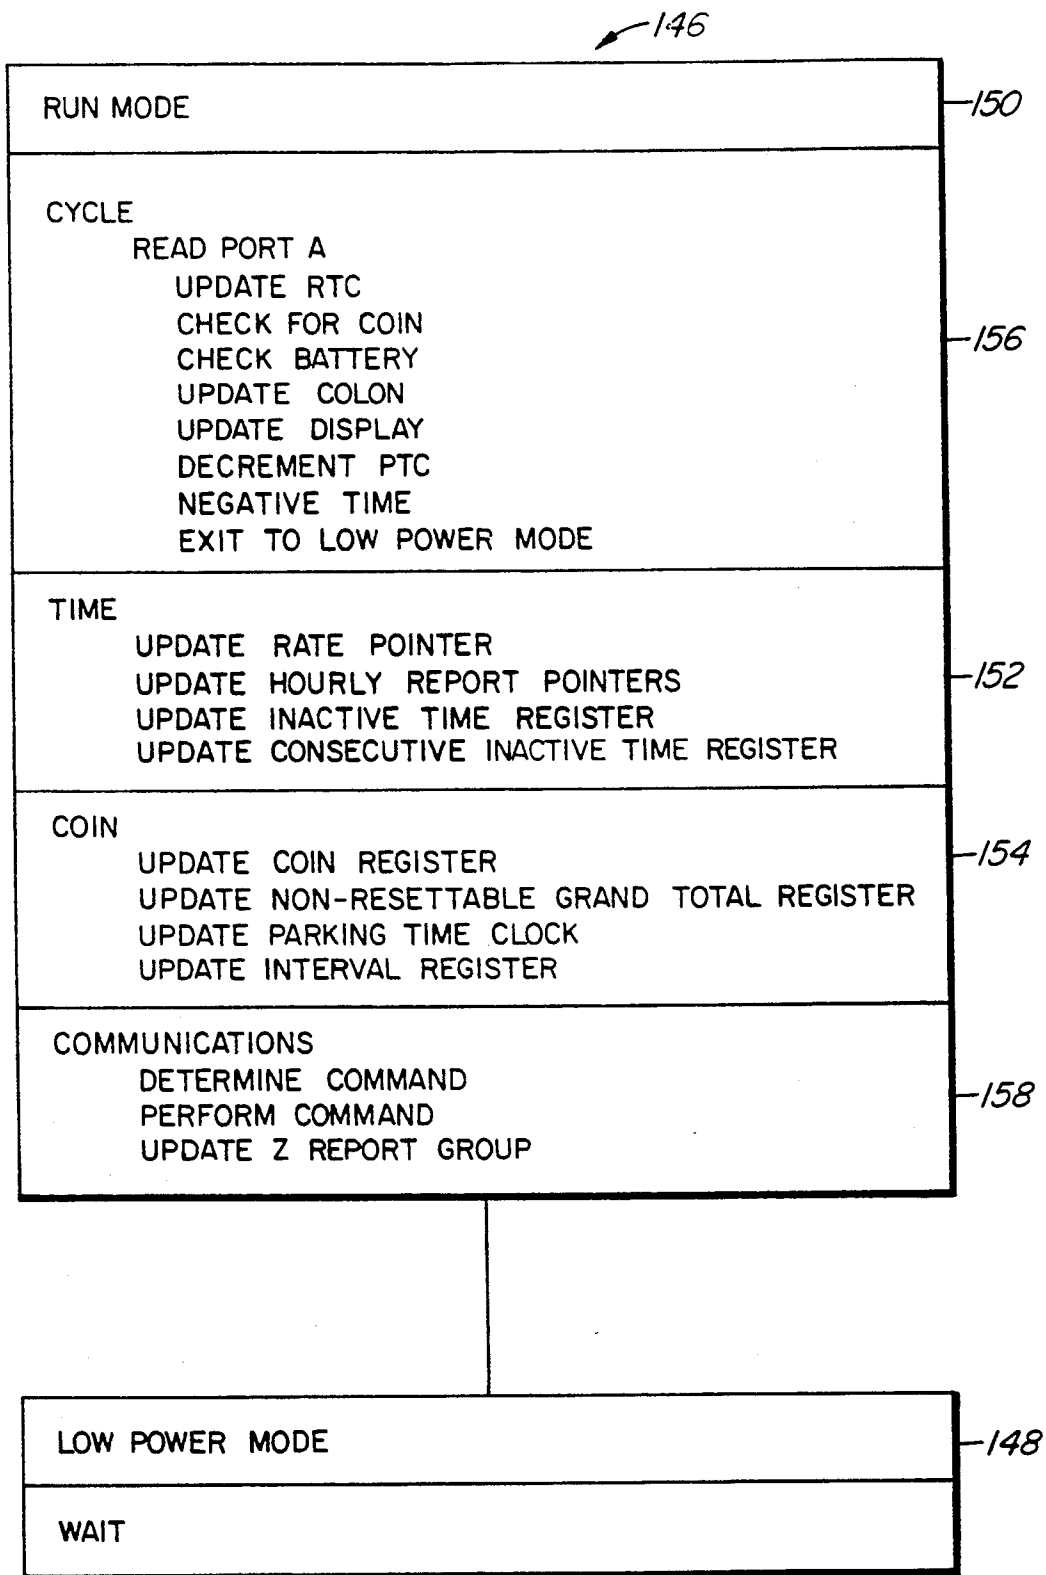 146
RUN MODE
150
CYCLE
READ PORT A
UPDATE RTC
CHECK FOR COIN
156
CHECK BATTERY
UPDATE COLON
UPDATE DISPLAY
DECREMENT PTC
NEGATIVE TIME
EXIT TO LOW POWER MODE
TIME
UPDATE RATE POINTER
UPDATE HOURLY REPORT POINTERS
152
UPDATE INACTIVE TIME REGISTER
UPDATE CONSECUTIVE INACTIVE TIME REGISTER
COIN
UPDATE COIN REGISTER
154
UPDATE NON-RESETTABLE GRAND TOTAL REGISTER
UPDATE PARKING TIME CLOCK
UPDATE INTERVAL REGISTER
COMMUNICATIONS
DETERMINE COMMAND
158
PERFORM COMMAND
UPDATE Z REPORT GROUP
LOW POWER MODE
148
WAIT